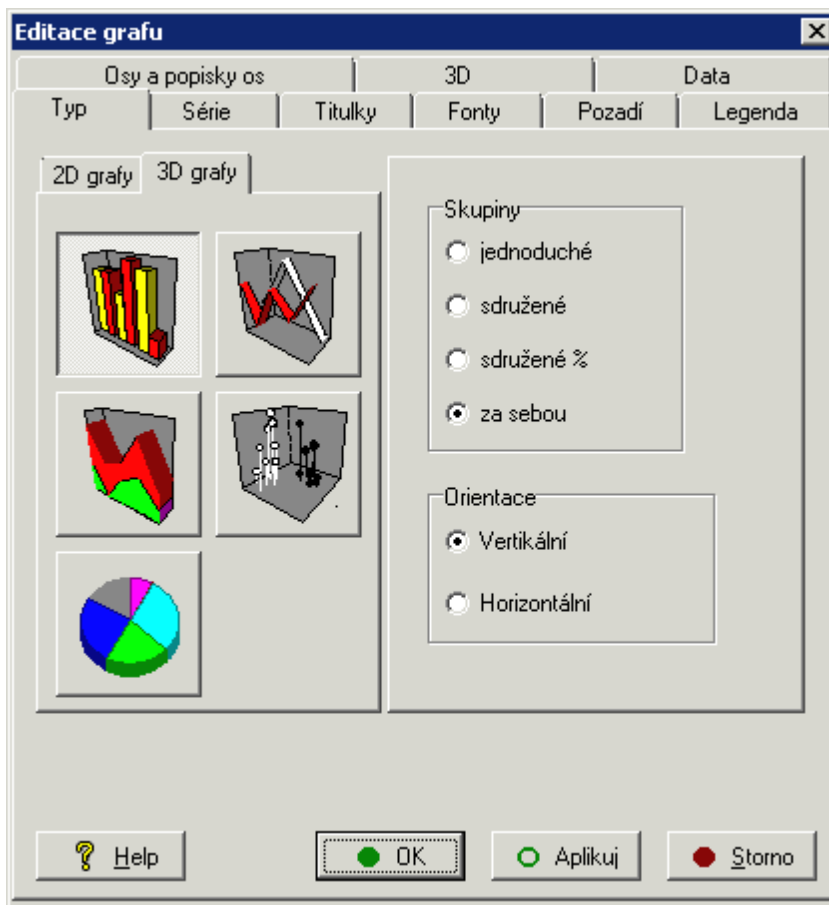 Editace grafu
Osy a popisky os 3D Data
Typ Série Titulky Fonty Pozadí Legenda
2D grafy 3D grafy
Skupiny
jednoduché
sdružené
sdružené %
za sebou
Orientace
Vertikální
Horizontální
Help OK Aplikuj Storno